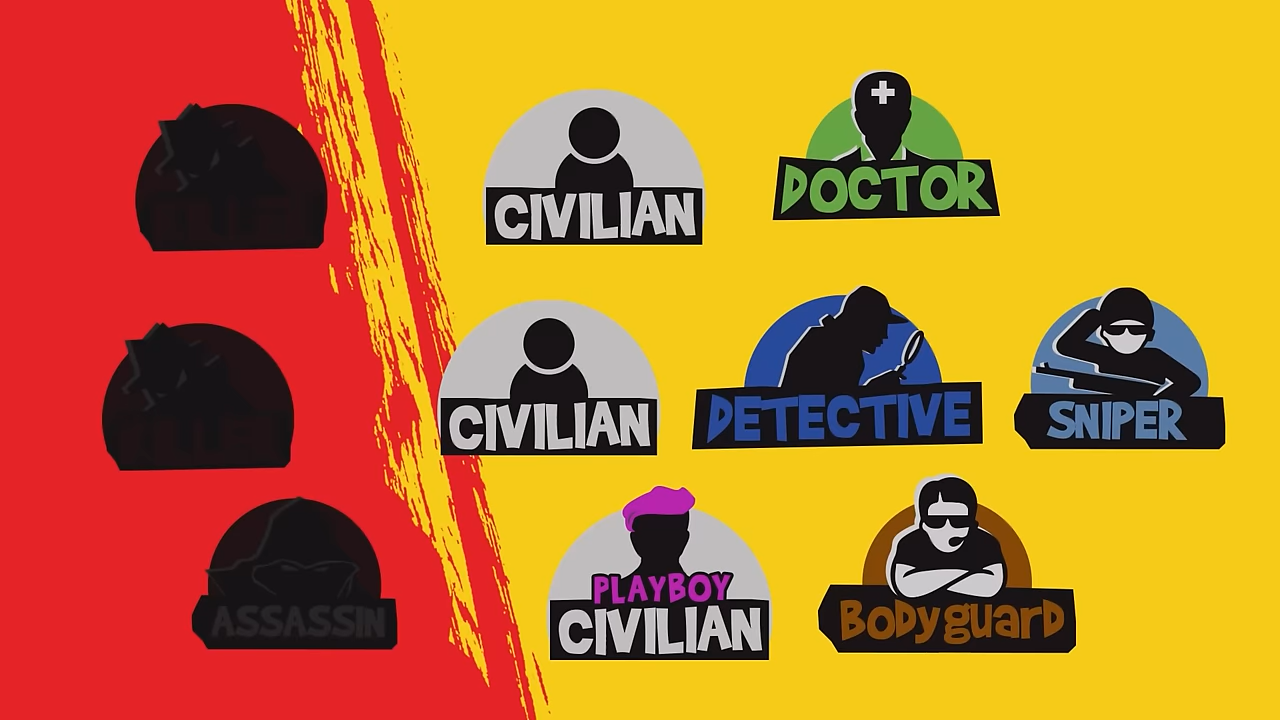 CIVILIAN
DOCTOR
CIVILIAN
DETECTIVE
SNIPER
ASSASSIN
PLAYBOY
CIVILIAN
BodyguarD